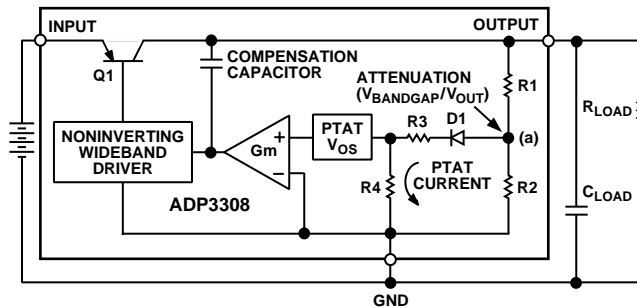 INPUT
OUTPUT
Q1
COMPENSATION
CAPACITOR
ATTENUATION
(VBANDGAP/VOUT)
R1
R3
D1
(a)
RLOAD
NONINVERTING
WIDEBAND
DRIVER
Gm
+
−
PTAT
VOS
R4
PTAT
CURRENT
R2
CLOAD
ADP3308
GND